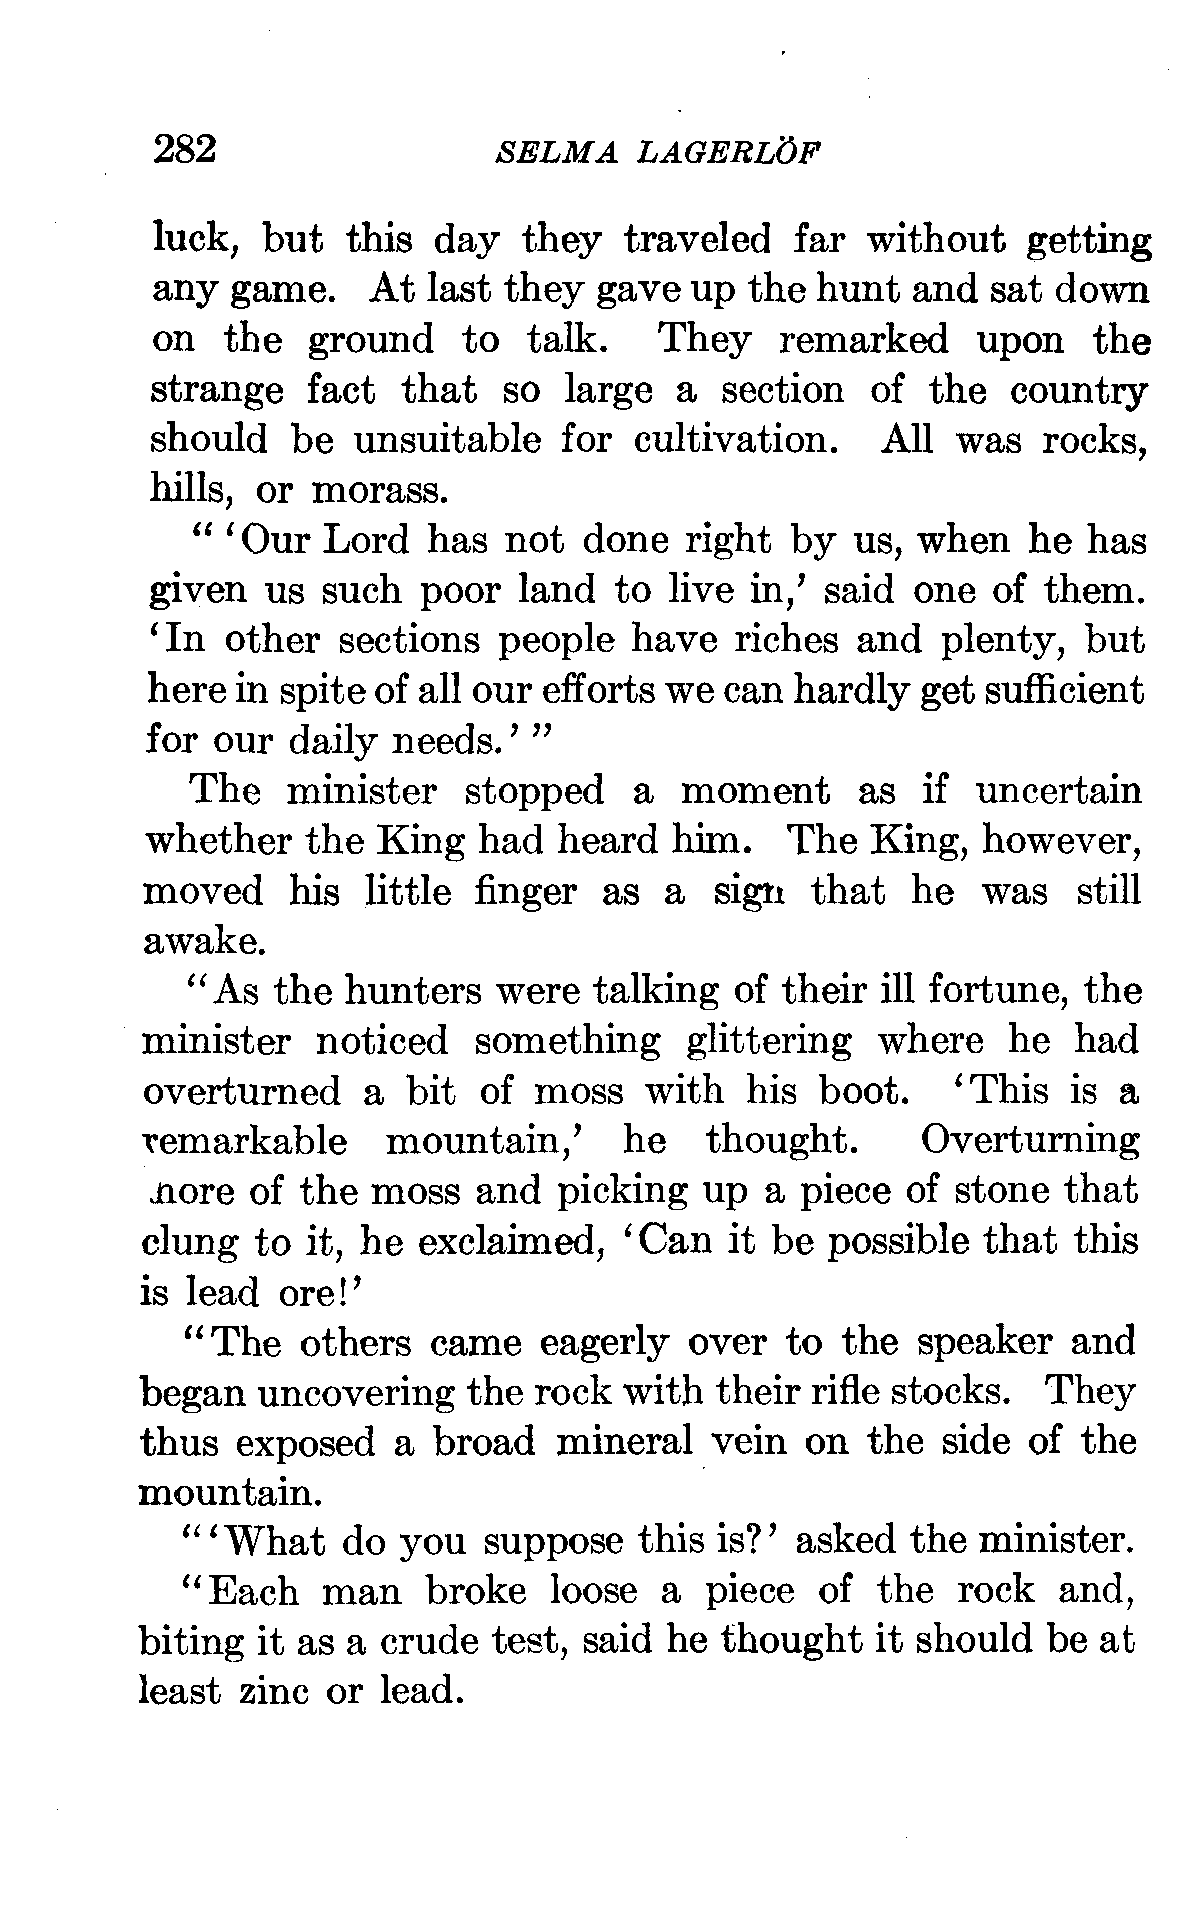 282 SELMA LAGERLÖF
luck, but this day they traveled far without getting
any game. At last they gave up the hunt and sat down
on the ground to talk. They remarked upon the
strange fact that so large a section of the country
should be unsuitable for cultivation. All was rocks,
hills, or morass.
" 'Our Lord has not done right by us, when he has
given us such poor land to live in,' said one of them.
'In other sections people have riches and plenty, but
here in spite of all our efforts we can hardly get sufficient
for our daily needs.' "
The minister stopped a moment as if uncertain
whether the King had heard him. The King, however,
moved his little finger as a sign that he was still
awake.
"As the hunters were talking of their ill fortune, the
minister noticed something glittering where he had
overturned a bit of moss with his boot. 'This is a
remarkable mountain,' he thought. Overturning
more of the moss and picking up a piece of stone that
clung to it, he exclaimed, 'Can it be possible that this
is lead ore!'
"The others came eagerly over to the speaker and
began uncovering the rock with their rifle stocks. They
thus exposed a broad mineral vein on the side of the
mountain.
"'What do you suppose this is?' asked the minister.
"Each man broke loose a piece of the rock and,
biting it as a crude test, said he thought it should be at
least zinc or lead.